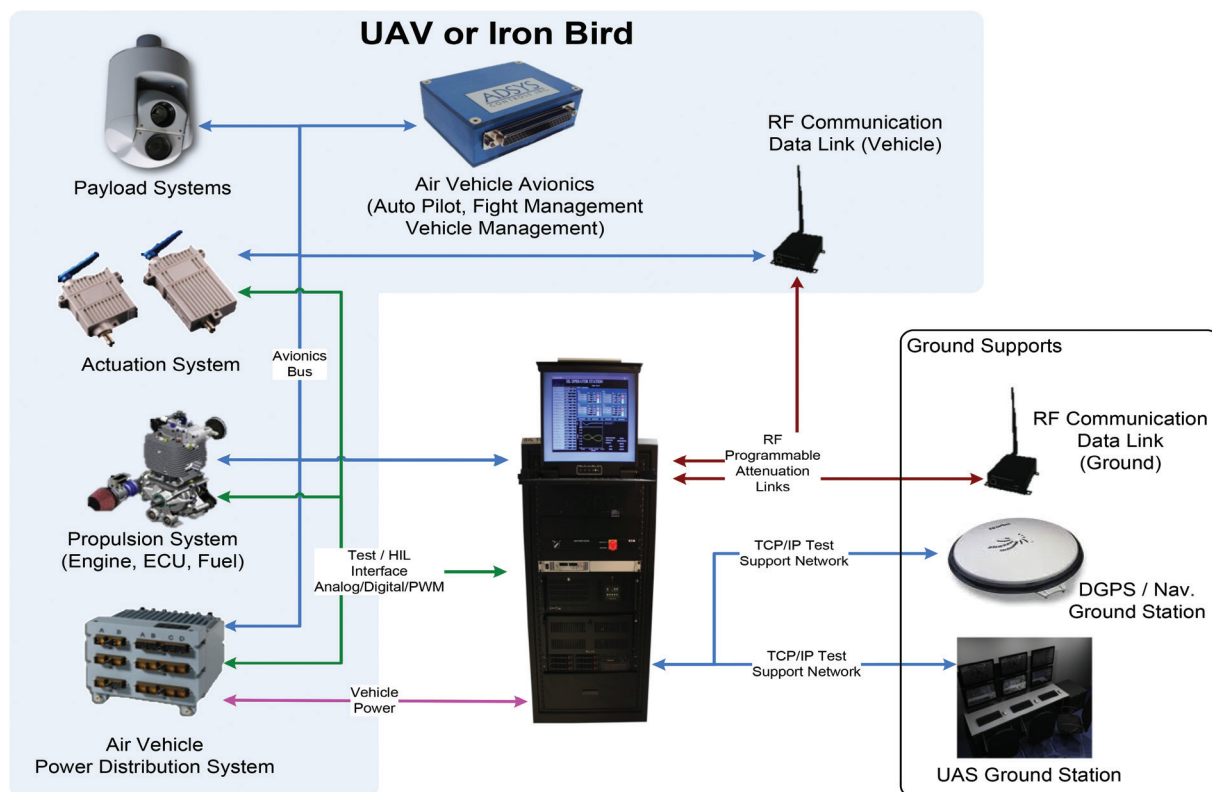 UAV or Iron Bird
ADSYS
CONTROLS INC.
RF Communication
Data Link (Vehicle)
Payload Systems
Air Vehicle Avionics
(Auto Pilot, Fight Management
Vehicle Management)
Actuation System
Avionics
Bus
Ground Supports
RF Communication
Data Link
(Ground)
RF
Programmable
Attenuation
Links
Propulsion System
(Engine, ECU, Fuel)
Test / HIL
Interface
Analog/Digital/PWM
TCP/IP Test
Support Network
DGPS / Nav.
Ground Station
A B A B C D
TCP/IP Test
Support Network
Vehicle
Power
Air Vehicle
Power Distribution System
UAS Ground Station